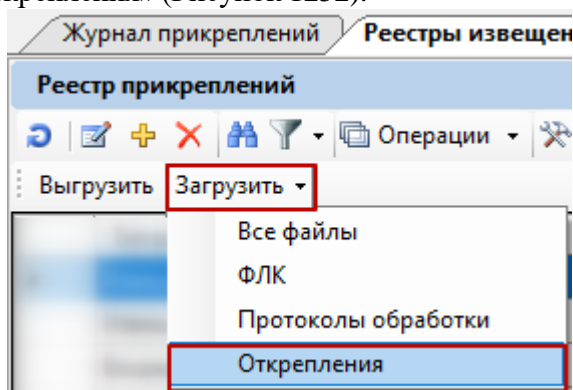 Журнал прикреплений Реестры извещен
Реестр прикреплений
Операции
Выгрузить Загрузить
Все файлы
ФЛК
Протоколы обработки
Открепления